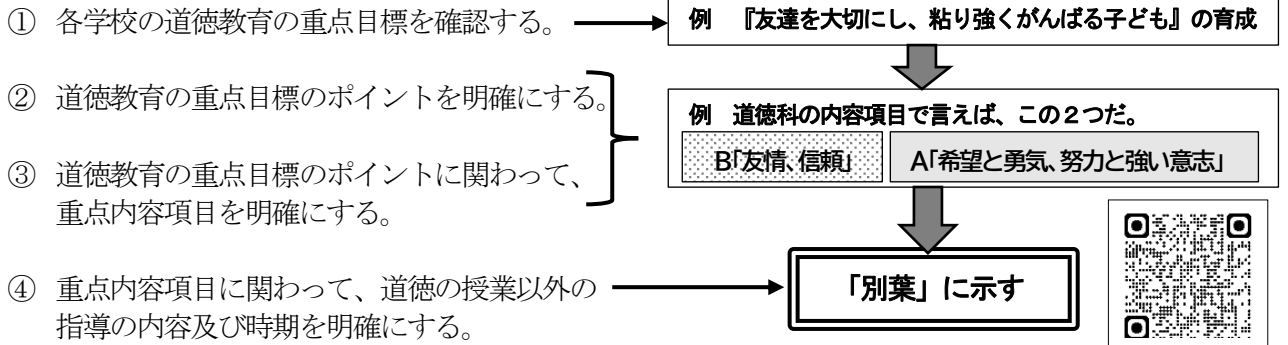 ① 各学校の道徳教育の重点目標を確認する。
例 『友達を大切にし、粘り強くがんばる子ども』の育成
② 道徳教育の重点目標のポイントを明確にする。
例 道徳科の内容項目で言えば、この２つだ。
B「友情、信頼」
A「希望と勇気、努力と強い意志」
③ 道徳教育の重点目標のポイントに関わって、
重点内容項目を明確にする。
④ 重点内容項目に関わって、道徳の授業以外の
指導の内容及び時期を明確にする。
「別葉」に示す